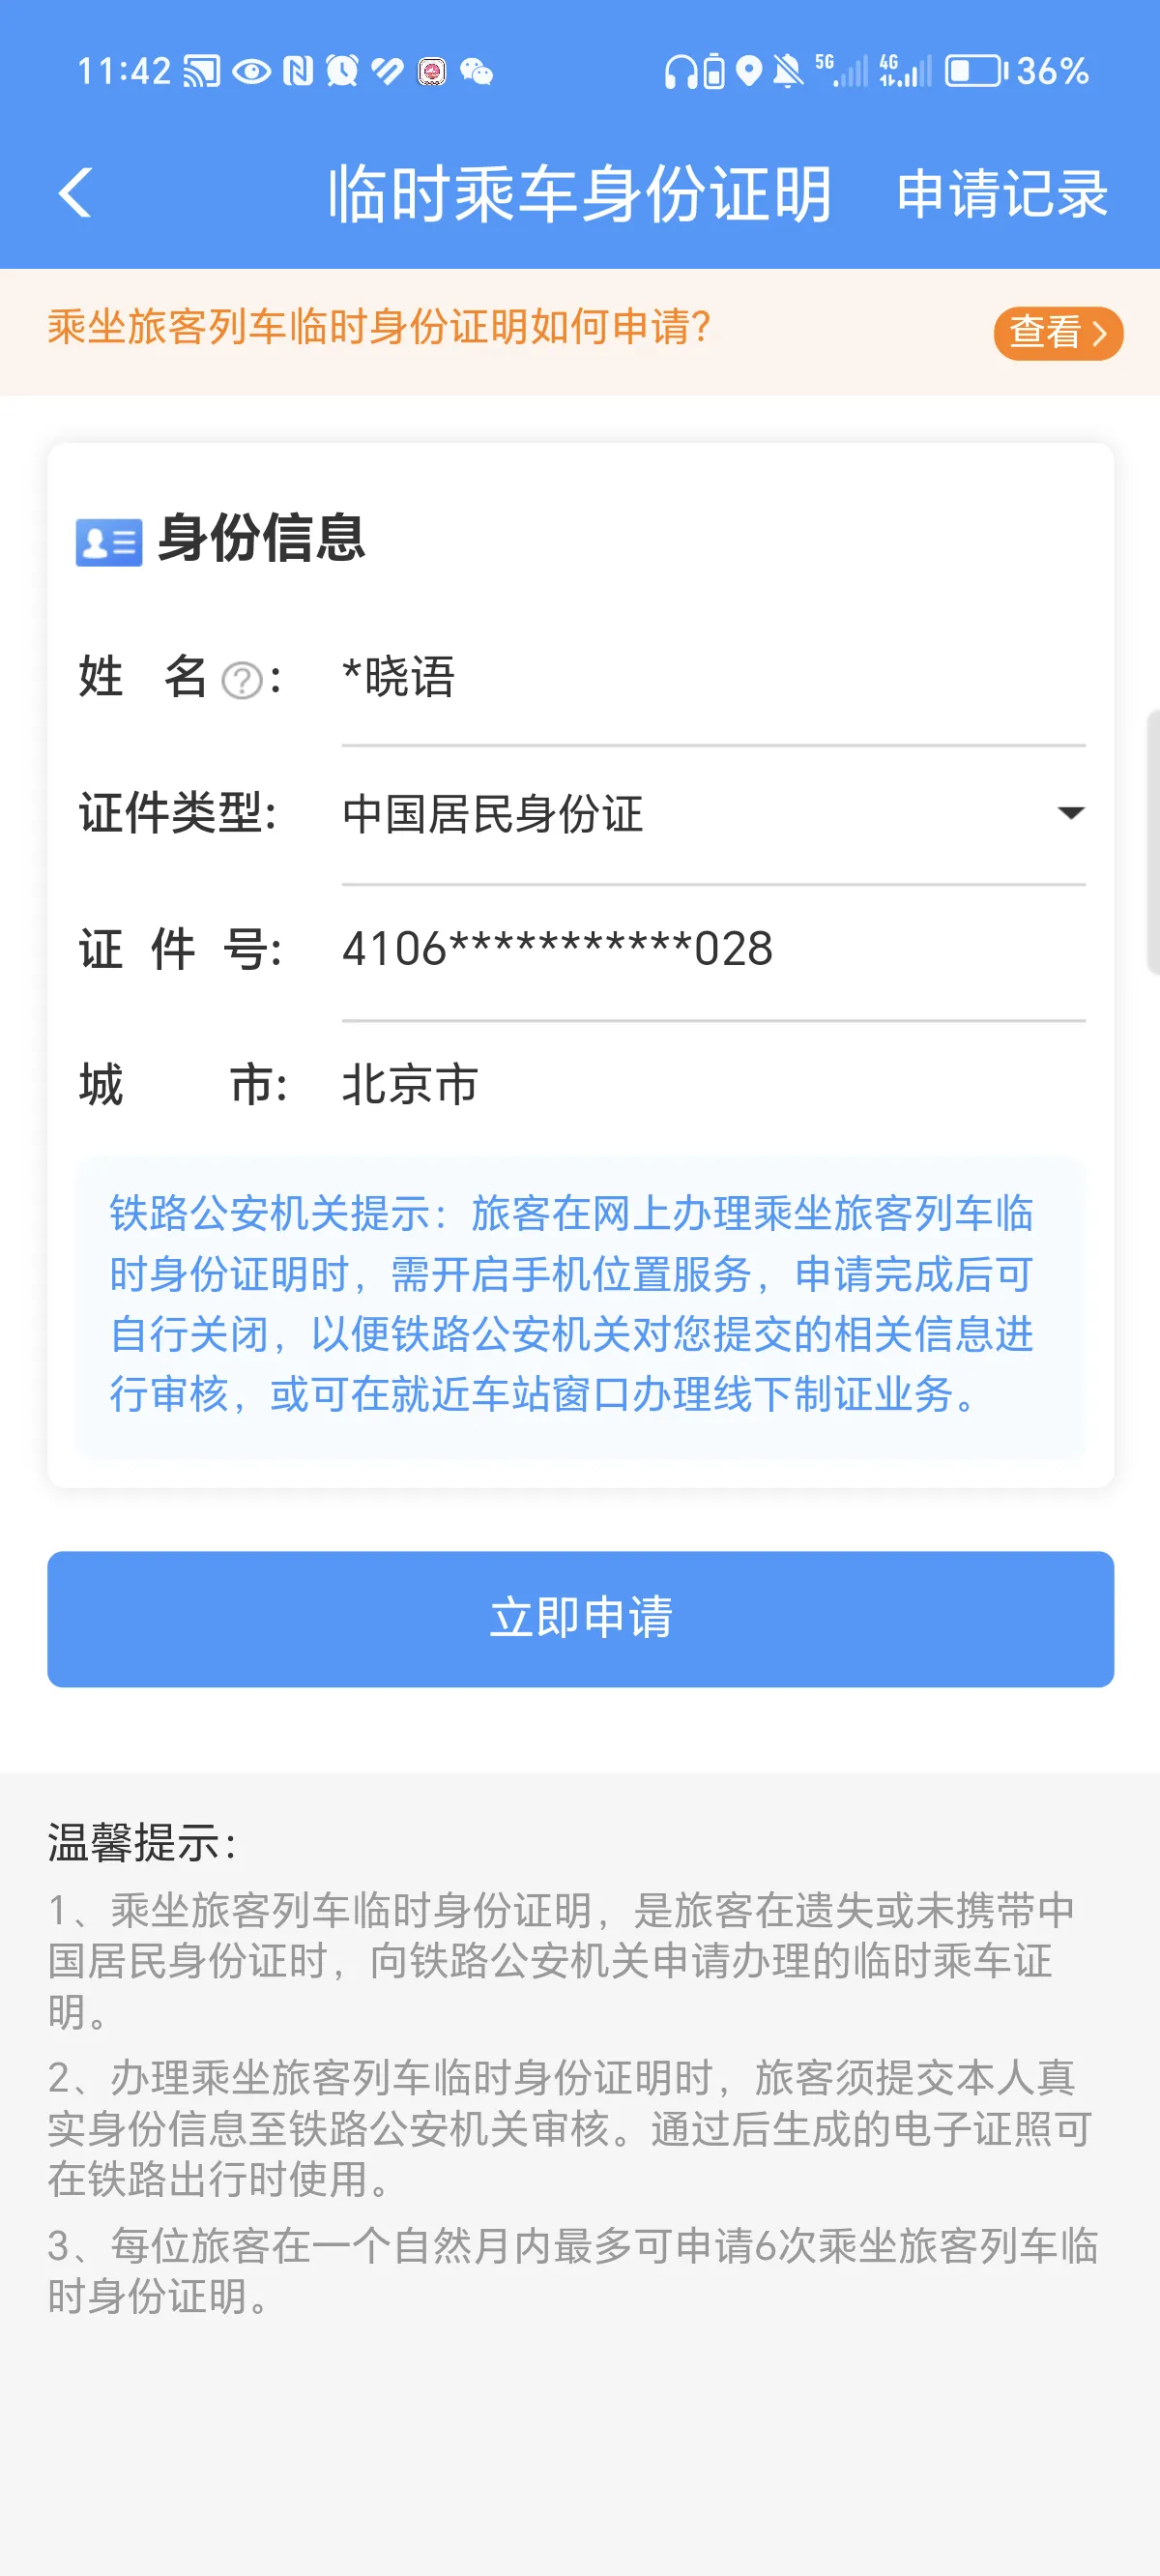 11:42 5G 4G 36%
临时乘车身份证明 申请记录
乘坐旅客列车临时身份证明如何申请? 查看
身份信息
姓 名?: *晓语
证件类型: 中国居民身份证
证 件 号: 4106***********028
城 市: 北京市
铁路公安机关提示：旅客在网上办理乘坐旅客列车临
时身份证明时，需开启手机位置服务，申请完成后可
自行关闭，以便铁路公安机关对您提交的相关信息进
行审核，或可在就近车站窗口办理线下制证业务。
立即申请
温馨提示：
1、乘坐旅客列车临时身份证明，是旅客在遗失或未携带中
国居民身份证时，向铁路公安机关申请办理的临时乘车证
明。
2、办理乘坐旅客列车临时身份证明时，旅客须提交本人真
实身份信息至铁路公安机关审核。通过后生成的电子证照可
在铁路出行时使用。
3、每位旅客在一个自然月内最多可申请6次乘坐旅客列车临
时身份证明。